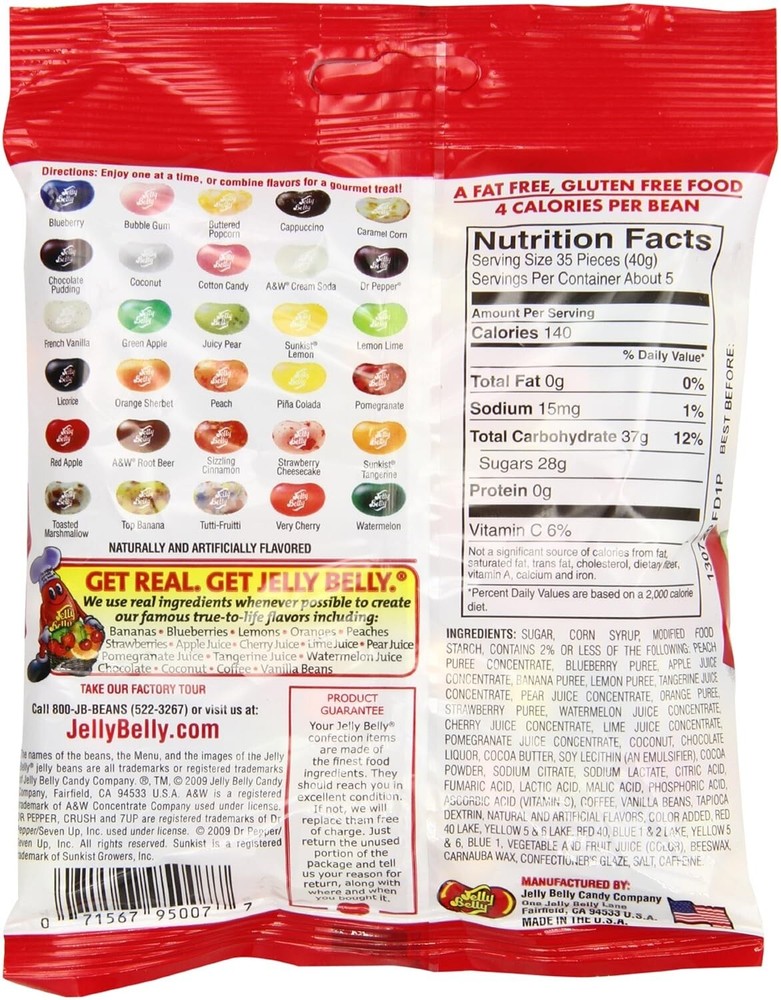 Directions: Enjoy one at a time, or combine flavors for a gourmet treat!
Blueberry
Bubble Gum
Buttered
Popcorn
Cappuccino
Caramel Corn
Chocolate
Pudding
Coconut
Cotton Candy
A&W® Cream Soda
Dr Pepper®
French Vanilla
Green Apple
Juicy Pear
Sunkist®
Lemon
Lemon Lime
Licorice
Orange Sherbet
Peach
Piña Colada
Pomegranate
Red Apple
A&W® Root Beer
Sizzling
Cinnamon
Strawberry
Cheesecake
Sunkist®
Tangerine
Toasted
Marshmallow
Top Banana
Tutti-Fruitti
Very Cherry
Watermelon
NATURALLY AND ARTIFICIALLY FLAVORED
GET REAL. GET JELLY BELLY.®
We use real ingredients whenever possible to create
our famous true-to-life flavors including:
Bananas • Blueberries • Lemons • Oranges • Peaches
Strawberries • Apple Juice • Cherry Juice • Lime Juice • Pear Juice
Pomegranate Juice • Tangerine Juice • Watermelon Juice
Chocolate • Coconut • Coffee • Vanilla Beans
TAKE OUR FACTORY TOUR
Call 800-JB-BEANS (522-3267) or visit us at:
JellyBelly.com
names of the beans, the Menu, and the images of the Jelly
jelly beans are all trademarks or registered trademarks
Jelly Belly Candy Company. ®, TM, © 2009 Jelly Belly Candy
Company, Fairfield, CA 94533 U.S.A. A&W is a registered
trademark of A&W Concentrate Company used under license.
DR PEPPER, CRUSH and 7UP are registered trademarks of Dr
Pepper/Seven Up, Inc. used under license. © 2009 Dr Pepper/
Seven Up, Inc. All rights reserved. Sunkist is a registered
trademark of Sunkist Growers, Inc.
0 71567 95007 7
PRODUCT
GUARANTEE
Your Jelly Belly®
confection items
are made of
the finest food
ingredients. They
should reach you in
excellent condition.
If not, we will
replace them free
of charge. Just
return the unused
portion of the
package and tell
us your reason for
return, along with
where and when
you bought it.
A FAT FREE, GLUTEN FREE FOOD
4 CALORIES PER BEAN
Nutrition Facts
Serving Size 35 Pieces (40g)
Servings Per Container About 5
Amount Per Serving
Calories 140
% Daily Value*
Total Fat 0g 0%
Sodium 15mg 1%
Total Carbohydrate 37g 12%
Sugars 28g
Protein 0g
Vitamin C 6%
Not a significant source of calories from fat,
saturated fat, trans fat, cholesterol, dietary fiber,
vitamin A, calcium and iron.
*Percent Daily Values are based on a 2,000 calorie
diet.
BEST BEFORE:
FD1P
INGREDIENTS: SUGAR, CORN SYRUP, MODIFIED FOOD
STARCH, CONTAINS 2% OR LESS OF THE FOLLOWING: PEACH
PUREE CONCENTRATE, BLUEBERRY PUREE, APPLE JUICE
CONCENTRATE, BANANA PUREE, LEMON PUREE, TANGERINE JUICE
CONCENTRATE, PEAR JUICE CONCENTRATE, ORANGE PUREE,
STRAWBERRY PUREE, WATERMELON JUICE CONCENTRATE,
CHERRY JUICE CONCENTRATE, LIME JUICE CONCENTRATE,
POMEGRANATE JUICE CONCENTRATE, COCONUT, CHOCOLATE
LIQUOR, COCOA BUTTER, SOY LECITHIN (AN EMULSIFIER), COCOA
POWDER, SODIUM CITRATE, SODIUM LACTATE, CITRIC ACID,
FUMARIC ACID, LACTIC ACID, MALIC ACID, PHOSPHORIC ACID,
ASCORBIC ACID (VITAMIN C), COFFEE, VANILLA BEANS, TAPIOCA
DEXTRIN, NATURAL AND ARTIFICIAL FLAVORS, COLOR ADDED, RED
40 LAKE, YELLOW 5 & 6 LAKE, RED 40, BLUE 1 & 2 LAKE, YELLOW 5
& 6, BLUE 1, VEGETABLE AND FRUIT JUICE (COLOR), BEESWAX,
CARNAUBA WAX, CONFECTIONER'S GLAZE, SALT, CAFFEINE.
Jelly
Belly
MANUFACTURED BY:
Jelly Belly Candy Company
One Jelly Belly Lane
Fairfield, CA 94533 U.S.A.
MADE IN THE U.S.A.